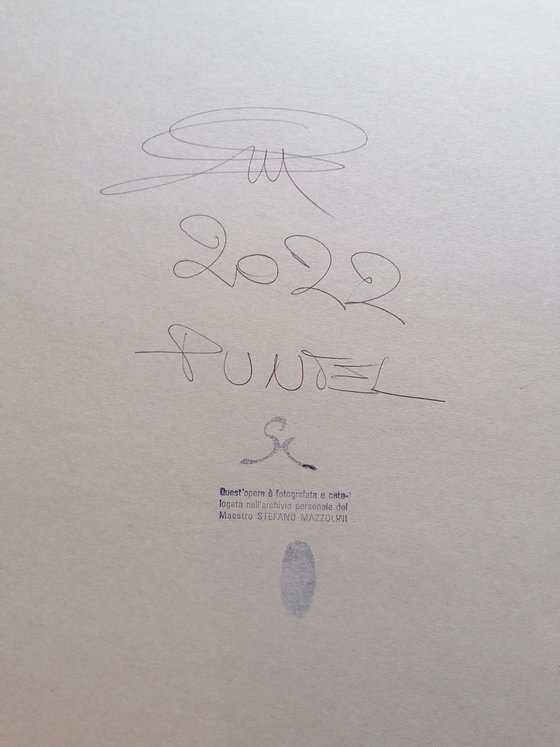 2022
PUNTEL
Quest'opera è fotografata e cata-
logata nell'archivio personale del
Maestro STEFANO MAZZOLINI